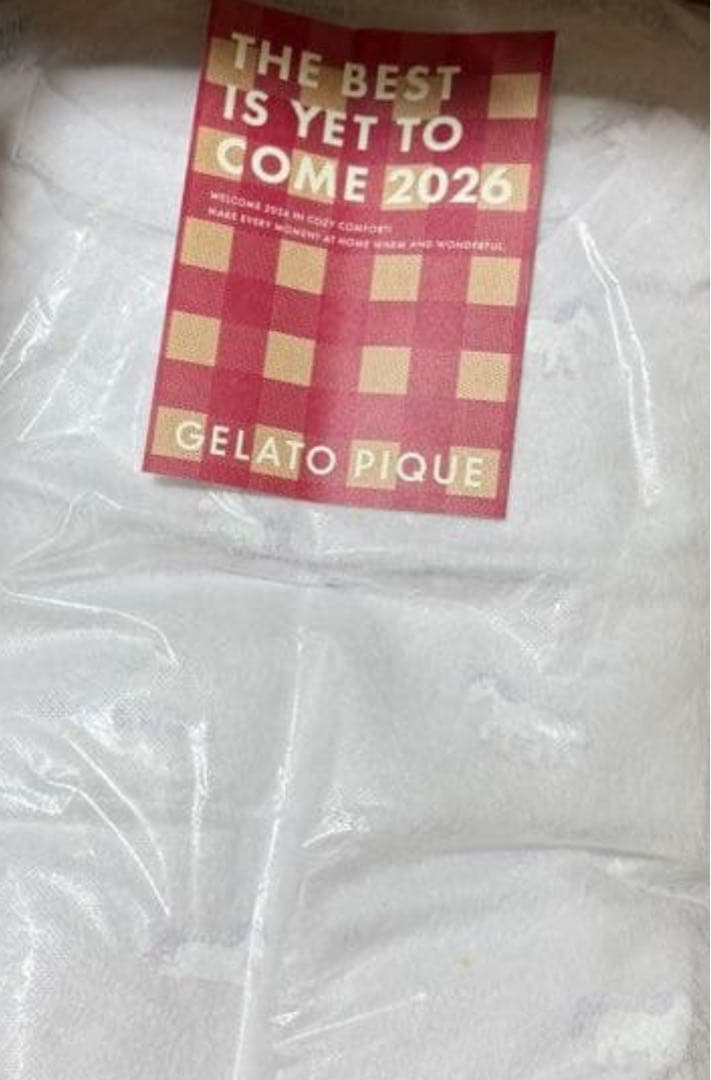 THE BEST
IS YET TO
COME 2026
WELCOME 2026 IN COZY COMFORT!
MAKE EVERY MOMENT AT HOME WARM AND WONDERFUL.
GELATO PIQUE